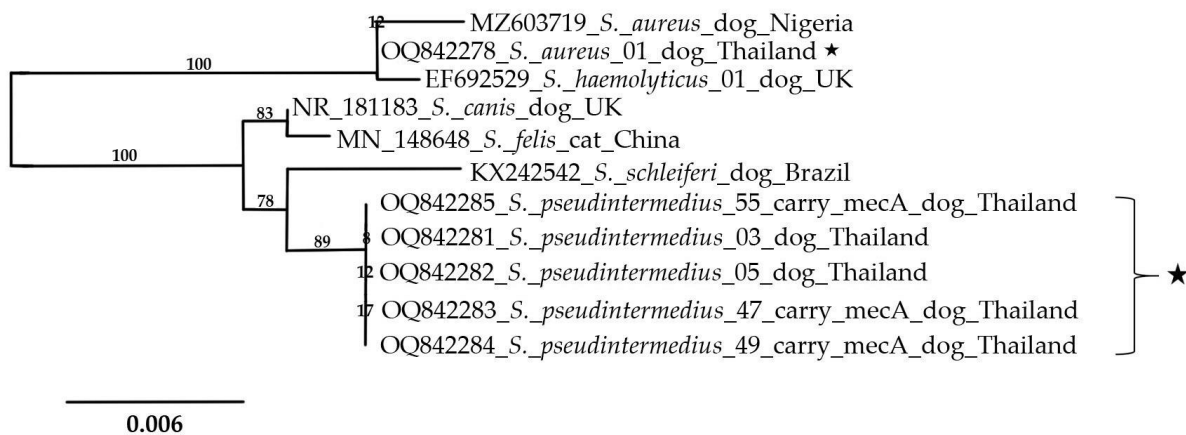 12
MZ603719_S._aureus_dog_Nigeria
OQ842278_S._aureus_01_dog_Thailand ★
100
EF692529_S._haemolyticus_01_dog_UK
83
NR_181183_S._canis_dog_UK
MN_148648_S._felis_cat_China
100
KX242542_S._schleiferi_dog_Brazil
78
OQ842285_S._pseudintermedius_55_carry_mecA_dog_Thailand
89
8
OQ842281_S._pseudintermedius_03_dog_Thailand
12
OQ842282_S._pseudintermedius_05_dog_Thailand
★
17
OQ842283_S._pseudintermedius_47_carry_mecA_dog_Thailand
OQ842284_S._pseudintermedius_49_carry_mecA_dog_Thailand
0.006